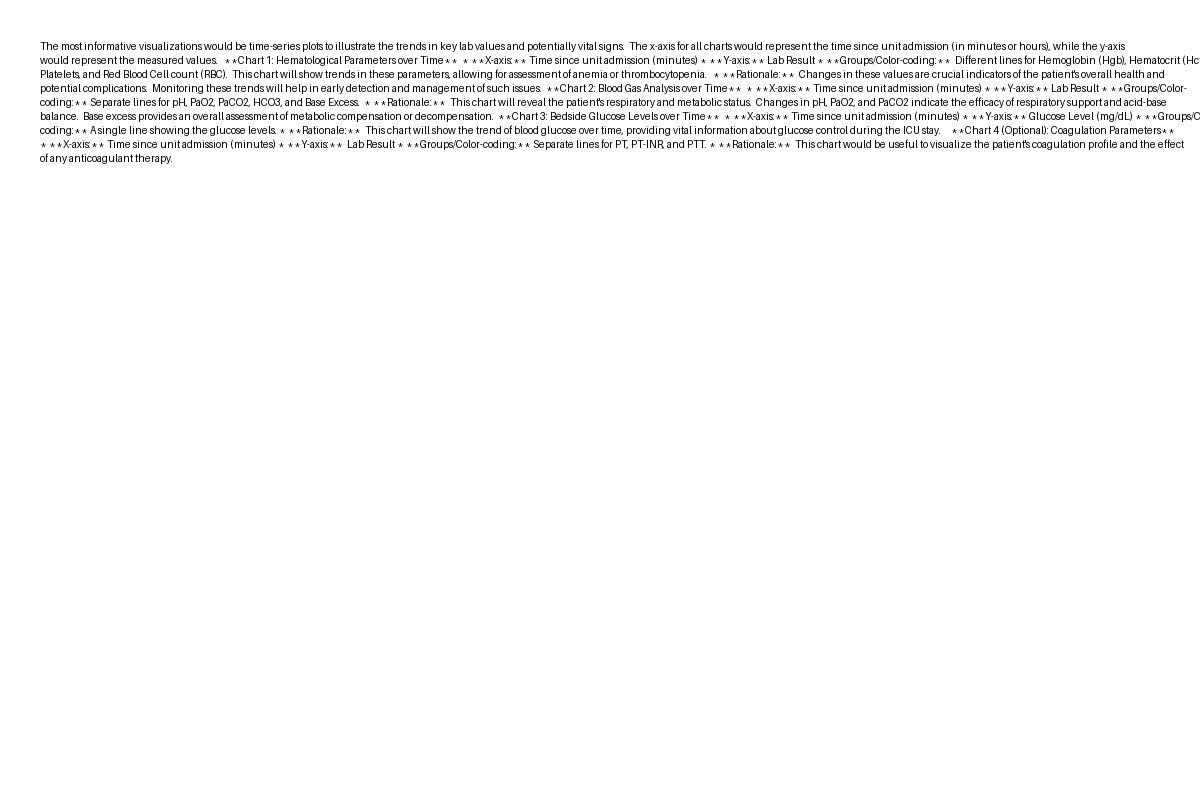 The most informative visualizations would be time-series plots to illustrate the trends in key lab values and potentially vital signs.  The x-axis for all charts would represent the time since unit admission (in minutes or hours), while the y-axis
would represent the measured values.   **Chart 1: Hematological Parameters over Time**  * **X-axis:** Time since unit admission (minutes) * **Y-axis:** Lab Result * **Groups/Color-coding:**  Different lines for Hemoglobin (Hgb), Hematocrit (Hc
Platelets, and Red Blood Cell count (RBC).  This chart will show trends in these parameters, allowing for assessment of anemia or thrombocytopenia.  * **Rationale:**  Changes in these values are crucial indicators of the patient's overall health and
potential complications.  Monitoring these trends will help in early detection and management of such issues.  **Chart 2: Blood Gas Analysis over Time**  * **X-axis:** Time since unit admission (minutes) * **Y-axis:** Lab Result * **Groups/Color-
coding:** Separate lines for pH, PaO2, PaCO2, HCO3, and Base Excess.  * **Rationale:**  This chart will reveal the patient's respiratory and metabolic status.  Changes in pH, PaO2, and PaCO2 indicate the efficacy of respiratory support and acid-base
balance.  Base excess provides an overall assessment of metabolic compensation or decompensation.  **Chart 3: Bedside Glucose Levels over Time**  * **X-axis:** Time since unit admission (minutes) * **Y-axis:** Glucose Level (mg/dL) * **Groups/C
coding:** A single line showing the glucose levels. * **Rationale:**  This chart will show the trend of blood glucose over time, providing vital information about glucose control during the ICU stay.    **Chart 4 (Optional): Coagulation Parameters**
* **X-axis:** Time since unit admission (minutes) * **Y-axis:**  Lab Result * **Groups/Color-coding:** Separate lines for PT, PT-INR, and PTT. * **Rationale:**  This chart would be useful to visualize the patient's coagulation profile and the effect
of any anticoagulant therapy.